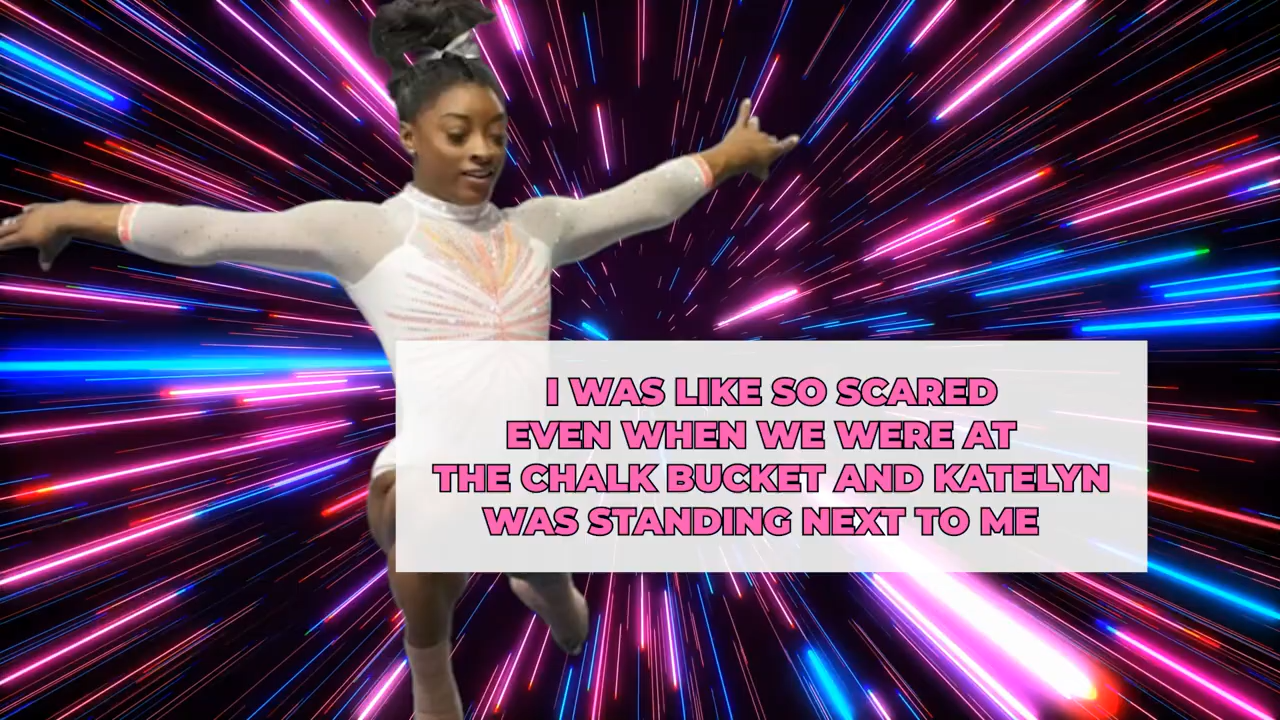 I WAS LIKE SO SCARED
EVEN WHEN WE WERE AT
THE CHALK BUCKET AND KATELYN
WAS STANDING NEXT TO ME